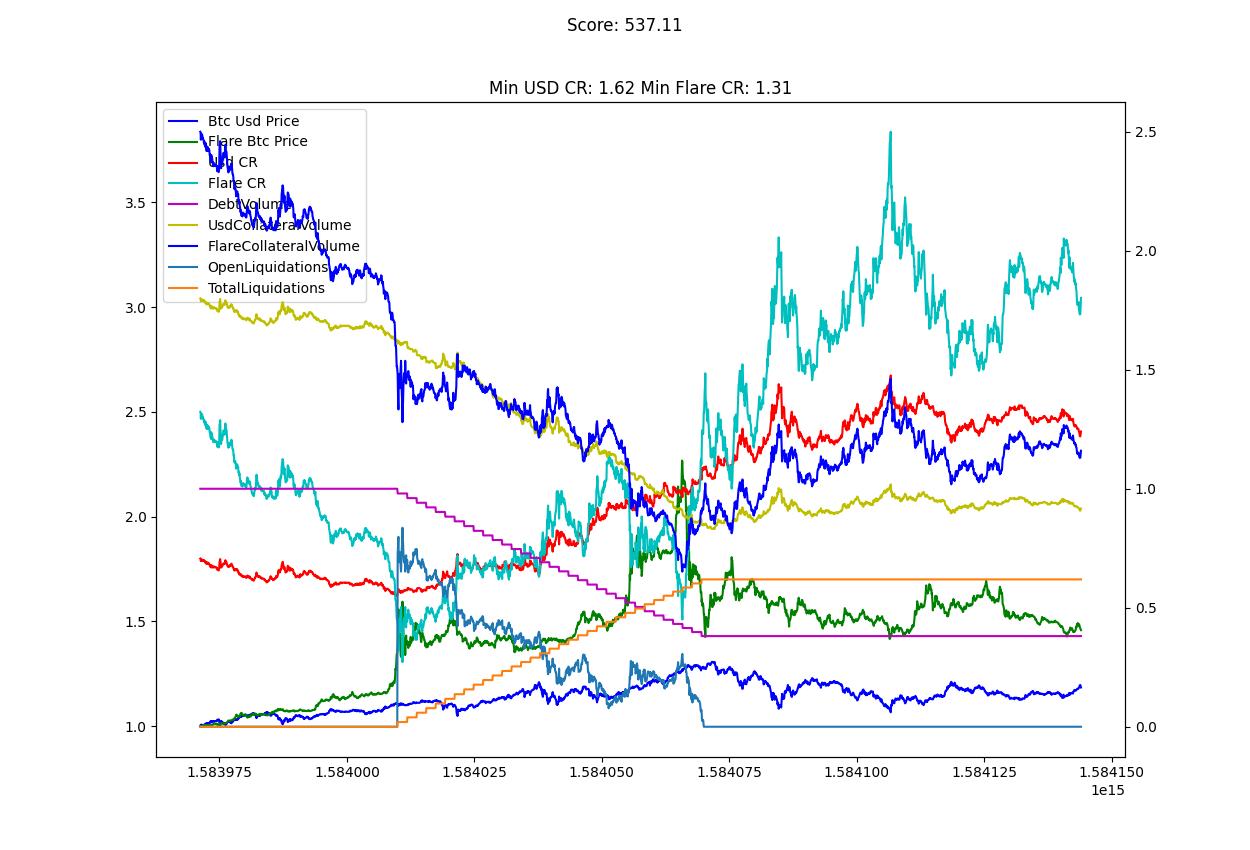 Score: 537.11
Min USD CR: 1.62 Min Flare CR: 1.31
Btc Usd Price
Flare Btc Price
Usd CR
Flare CR
DebtVolume
UsdCollateralVolume
FlareCollateralVolume
OpenLiquidations
TotalLiquidations
3.5
3.0
2.5
2.0
1.5
1.0
2.5
2.0
1.5
1.0
0.5
0.0
1.583975 1.584000 1.584025 1.584050 1.584075 1.584100 1.584125 1.584150
1e15